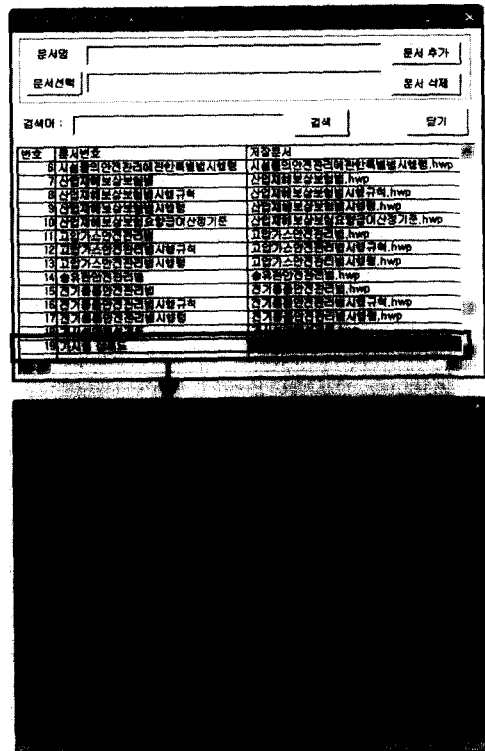 문서명 문서 추가
문서선택 문서 삭제
검색어 : 검색 닫기
번호 문서번호 저장문서
6 시설물의안전관리에관한특별법시행령 시설물의안전관리에관한특별법시행령.hwp
7 산업재해보상보험법 산업재해보상보험법.hwp
8 산업재해보상보험법시행규칙 산업재해보상보험법시행규칙.hwp
9 산업재해보상보험법시행령 산업재해보상보험법시행령.hwp
10 산업재해보상보험요양급여산정기준 산업재해보상보험요양급여산정기준.hwp
11 고압가스안전관리법 고압가스안전관리법.hwp
12 고압가스안전관리법시행규칙 고압가스안전관리법시행규칙.hwp
13 고압가스안전관리법시행령 고압가스안전관리법시행령.hwp
14 송유관안전관리법 송유관안전관리법.hwp
15 전기용품안전관리법 전기용품안전관리법.hwp
16 전기용품안전관리법시행규칙 전기용품안전관리법시행규칙.hwp
17 전기용품안전관리법시행령 전기용품안전관리법시행령.hwp
19